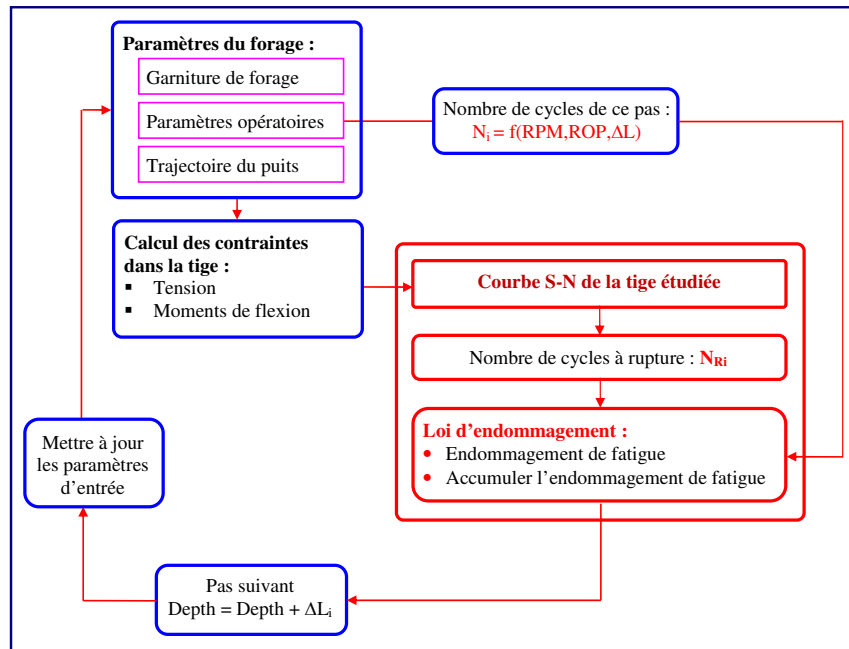 Paramètres du forage :
Garniture de forage
Paramètres opératoires
Trajectoire du puits
Nombre de cycles de ce pas :
Nᵢ = f(RPM,ROP,ΔL)
Calcul des contraintes
dans la tige :
▪ Tension
▪ Moments de flexion
Courbe S-N de la tige étudiée
Nombre de cycles à rupture : N_Ri
Loi d’endommagement :
• Endommagement de fatigue
• Accumuler l’endommagement de fatigue
Mettre à jour
les paramètres
d’entrée
Pas suivant
Depth = Depth + ΔLᵢ